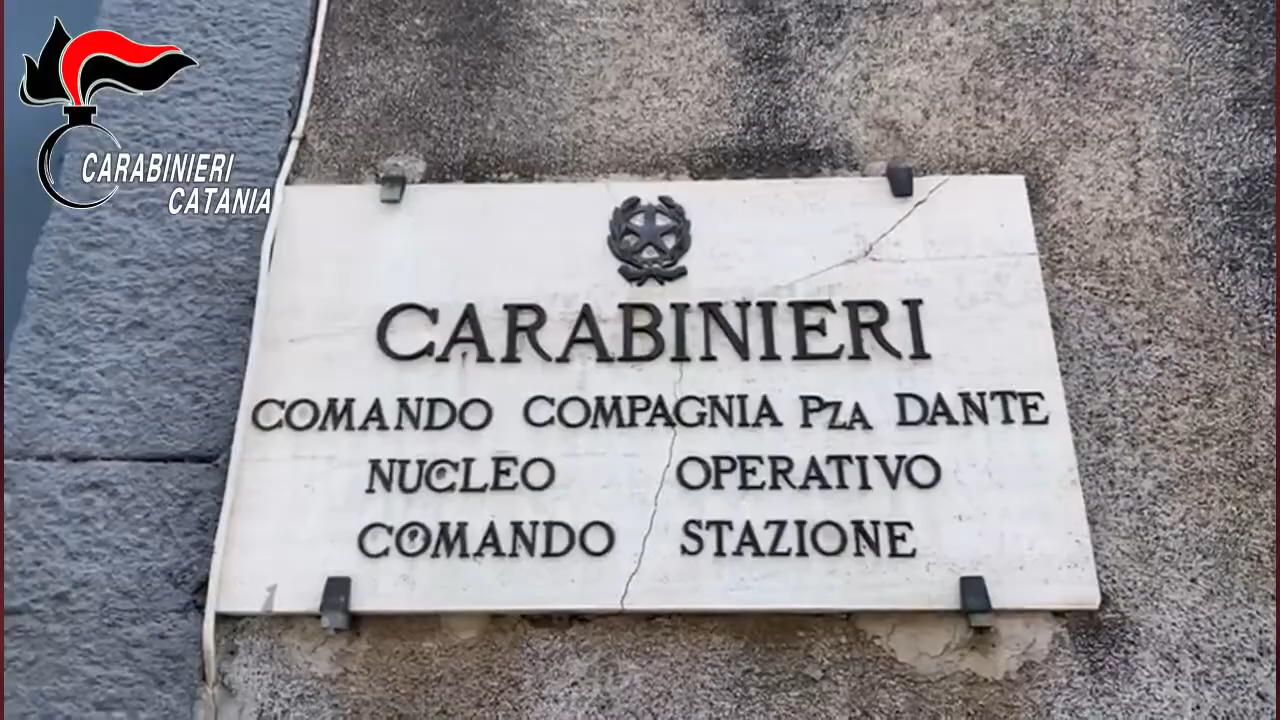 CARABINIERI
CATANIA
CARABINIERI
COMANDO COMPAGNIA PZA DANTE
NUCLEO OPERATIVO
COMANDO STAZIONE